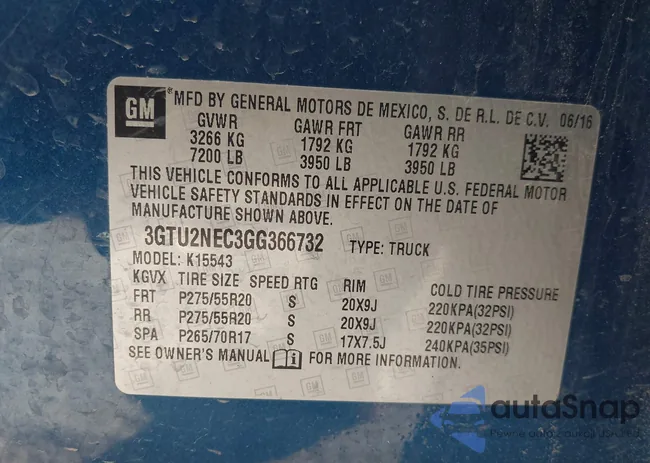 GM ® MFD BY GENERAL MOTORS DE MEXICO, S. DE R.L. DE C.V. 06/16
GVWR GAWR FRT GAWR RR
3266 KG 1792 KG 1792 KG
7200 LB 3950 LB 3950 LB
THIS VEHICLE CONFORMS TO ALL APPLICABLE U.S. FEDERAL MOTOR
VEHICLE SAFETY STANDARDS IN EFFECT ON THE DATE OF
MANUFACTURE SHOWN ABOVE.
3GTU2NEC3GG366732 TYPE: TRUCK
MODEL: K15543
KGVX TIRE SIZE SPEED RTG RIM COLD TIRE PRESSURE
FRT P275/55R20 S 20X9J 220KPA(32PSI)
RR P275/55R20 S 20X9J 220KPA(32PSI)
SPA P265/70R17 S 17X7.5J 240KPA(35PSI)
SEE OWNER'S MANUAL FOR MORE INFORMATION.
autoSnap